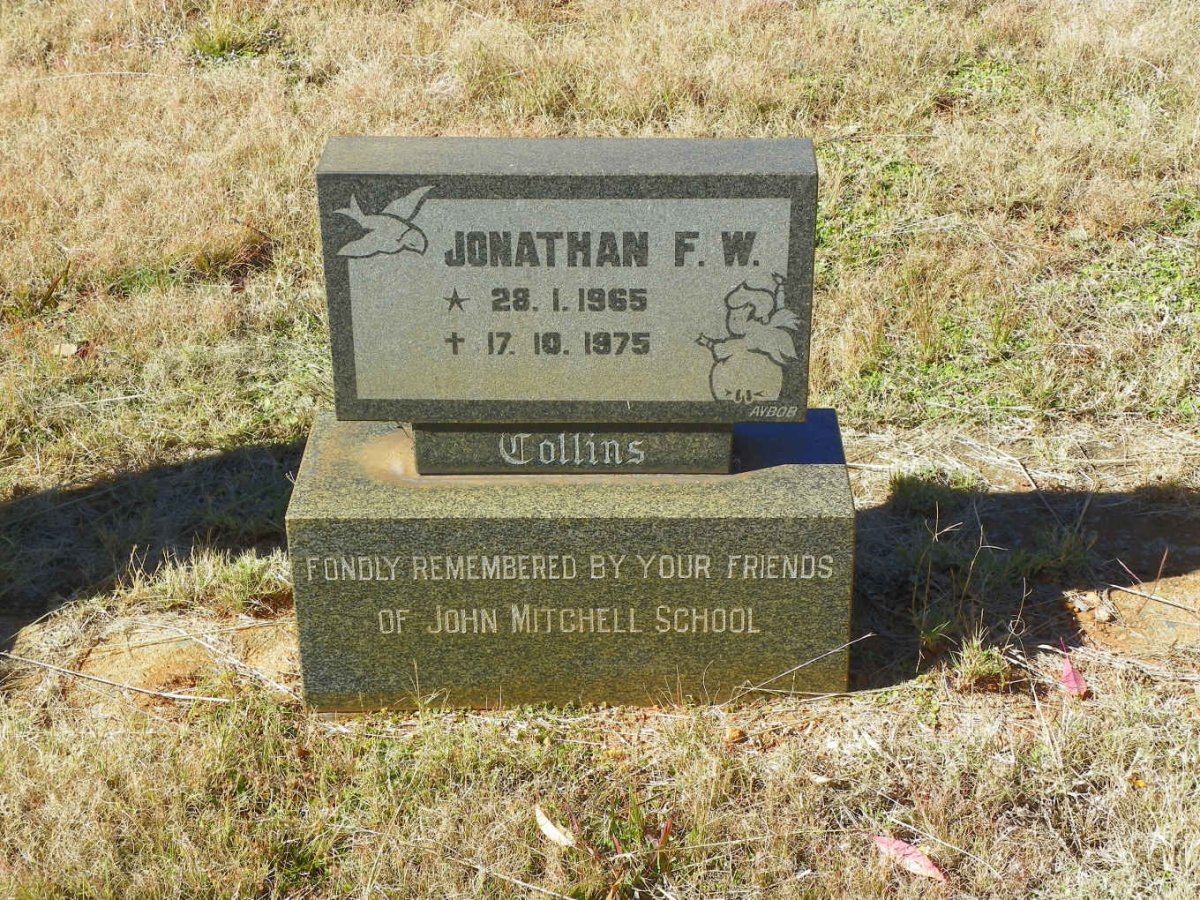 JONATHAN F. W.
★ 28. 1. 1965
✝ 17. 10. 1975
AYBOB
Collins
FONDLY REMEMBERED BY YOUR FRIENDS
OF JOHN MITCHELL SCHOOL